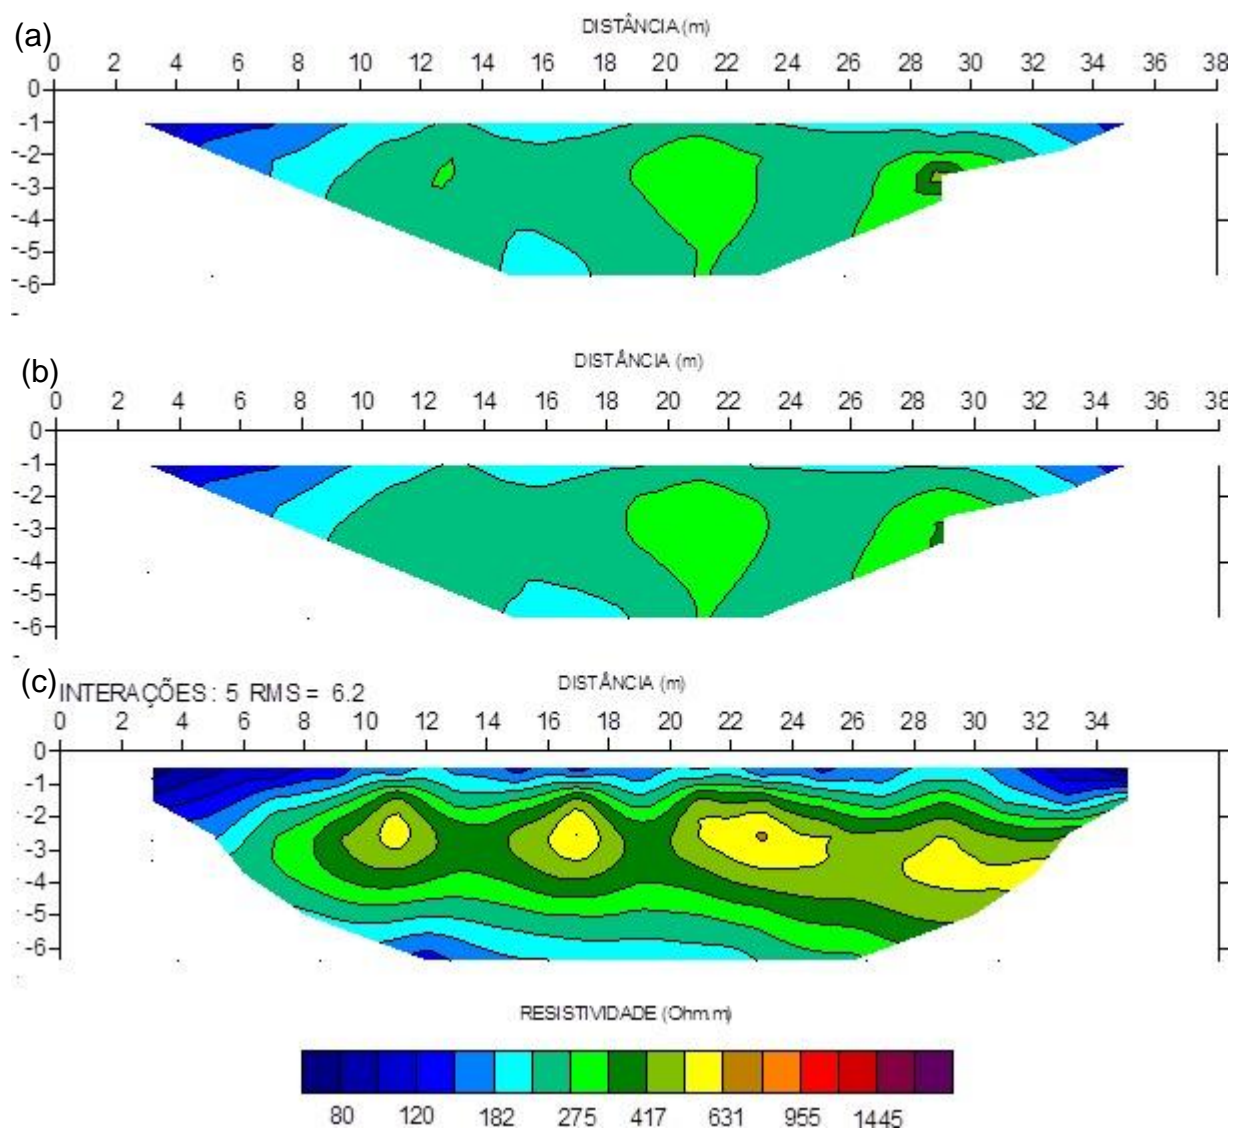 (a)
DISTÂNCIA (m)
0 2 4 6 8 10 12 14 16 18 20 22 24 26 28 30 32 34 36 38
0
-1
-2
-3
-4
-5
-6
(b)
DISTÂNCIA (m)
0 2 4 6 8 10 12 14 16 18 20 22 24 26 28 30 32 34 36 38
0
-1
-2
-3
-4
-5
-6
(c)
INTERAÇÕES: 5 RMS = 6.2
DISTÂNCIA (m)
0 2 4 6 8 10 12 14 16 18 20 22 24 26 28 30 32 34
0
-1
-2
-3
-4
-5
-6
RESISTIVIDADE (Ohm.m)
80 120 182 275 417 631 955 1445